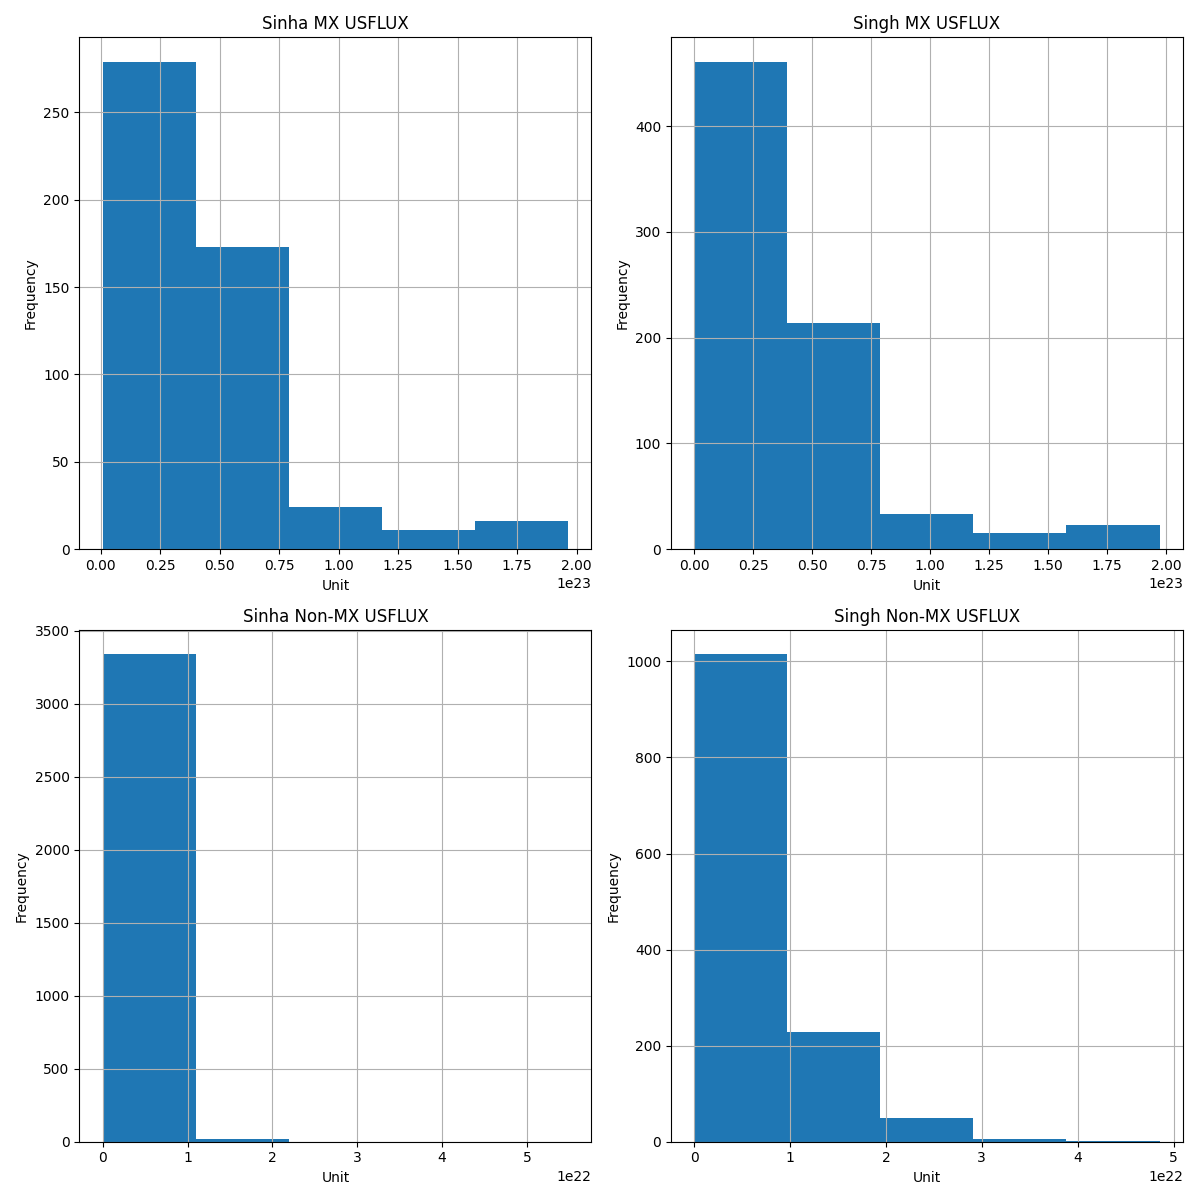 Sinha MX USFLUX
Frequency
250
200
150
100
50
0
0.00 0.25 0.50 0.75 1.00 1.25 1.50 1.75 2.00
1e23
Unit
Singh MX USFLUX
Frequency
400
300
200
100
0
0.00 0.25 0.50 0.75 1.00 1.25 1.50 1.75 2.00
1e23
Unit
Sinha Non-MX USFLUX
Frequency
3500
3000
2500
2000
1500
1000
500
0
0 1 2 3 4 5
1e22
Unit
Singh Non-MX USFLUX
Frequency
1000
800
600
400
200
0
0 1 2 3 4 5
1e22
Unit